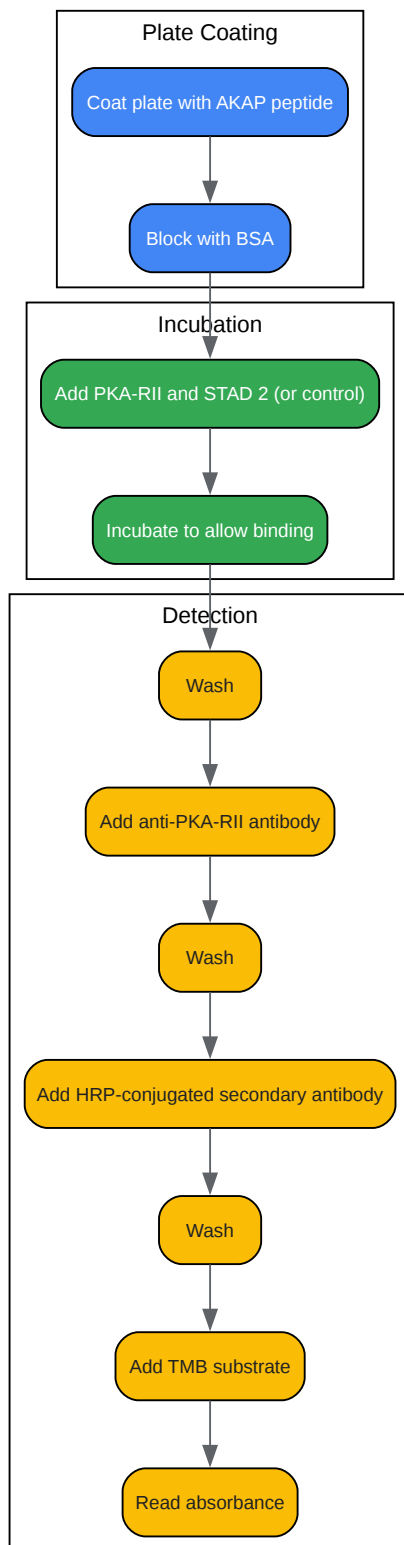 Plate Coating
Coat plate with AKAP peptide
Block with BSA
Incubation
Add PKA-RII and STAD 2 (or control)
Incubate to allow binding
Detection
Wash
Add anti-PKA-RII antibody
Wash
Add HRP-conjugated secondary antibody
Wash
Add TMB substrate
Read absorbance